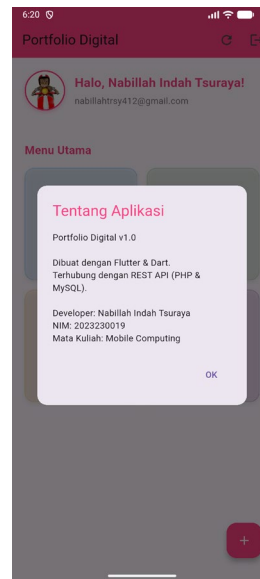 6:20
Portfolio Digital
Halo, Nabillah Indah Tsuraya!
nabillahtrsy412@gmail.com
Menu Utama
Tentang Aplikasi
Portfolio Digital v1.0
Dibuat dengan Flutter & Dart.
Terhubung dengan REST API (PHP &
MySQL).
Developer: Nabillah Indah Tsuraya
NIM: 2023230019
Mata Kuliah: Mobile Computing
OK
+